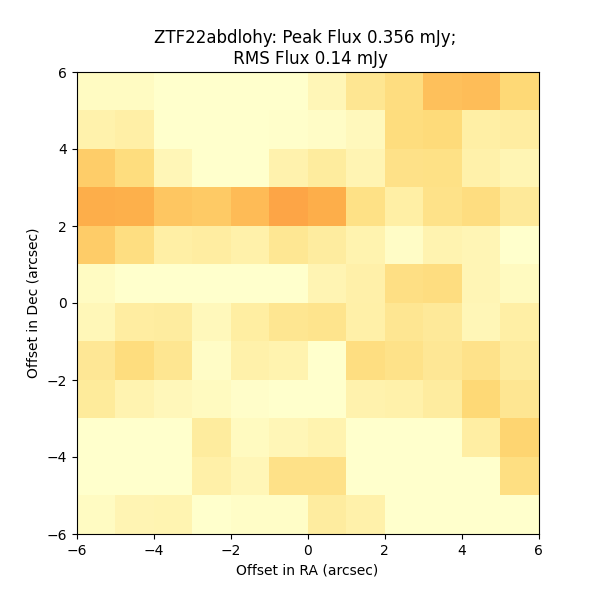 ZTF22abdlohy: Peak Flux 0.356 mJy;
RMS Flux 0.14 mJy
6
4
2
0
−2
−4
−6
Offset in Dec (arcsec)
−6 −4 −2 0 2 4 6
Offset in RA (arcsec)